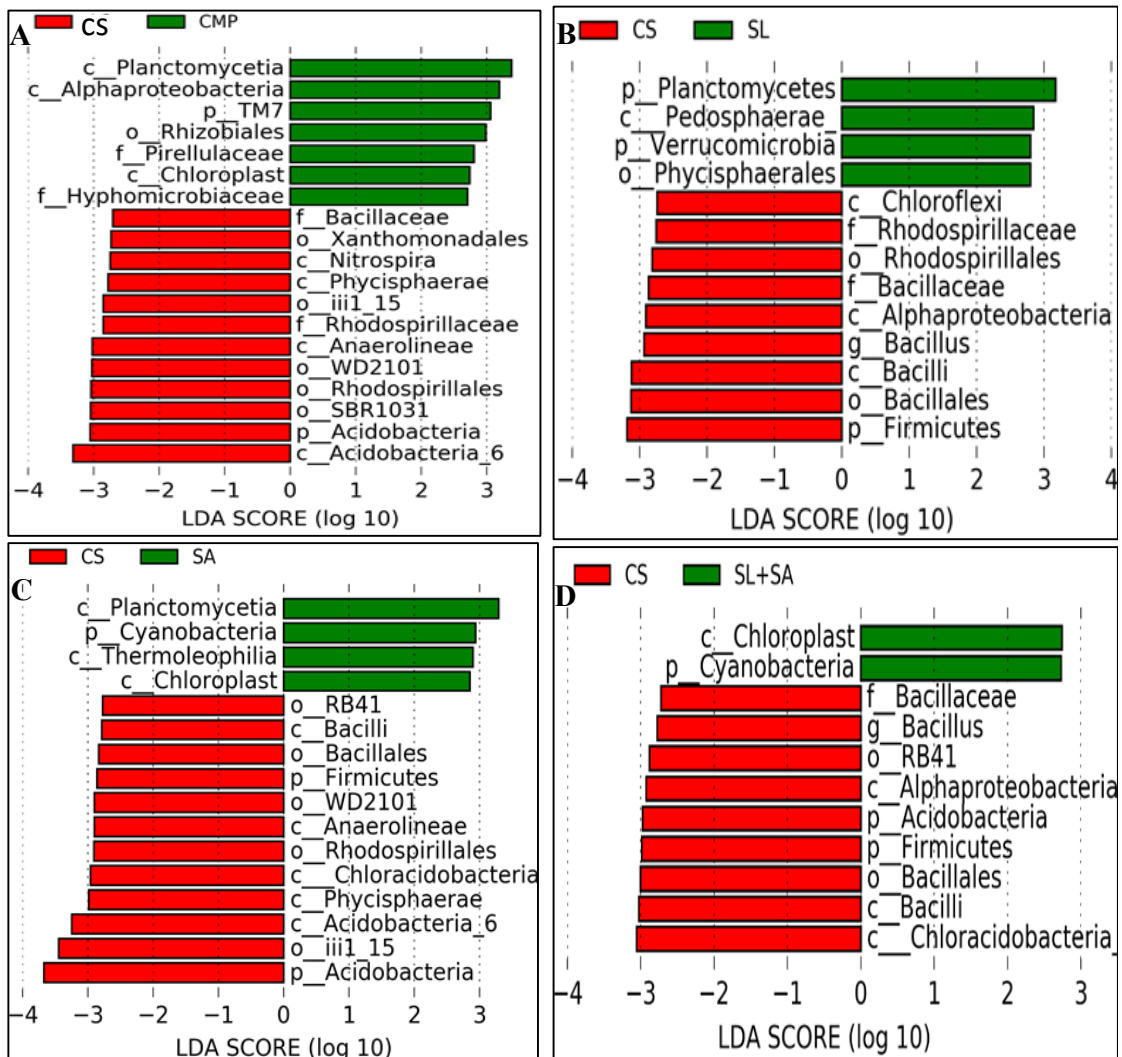 A
CS CMP
c__Planctomycetia
c__Alphaproteobacteria
p__TM7
o__Rhizobiales
f__Pirellulaceae
c__Chloroplast
f__Hyphomicrobiaceae
f__Bacillaceae
o__Xanthomonadales
c__Nitrospira
c__Phycisphaerae
o__iii1_15
f__Rhodospirillaceae
c__Anaerolineae
o__WD2101
o__Rhodospirillales
o__SBR1031
p__Acidobacteria
c__Acidobacteria_6
−4 −3 −2 −1 0 1 2 3
LDA SCORE (log 10)
B
CS SL
p__Planctomycetes
c___Pedosphaerae_
p__Verrucomicrobia
o__Phycisphaerales
c__Chloroflexi
f__Rhodospirillaceae
o__Rhodospirillales
f__Bacillaceae
c__Alphaproteobacteria
g__Bacillus
c__Bacilli
o__Bacillales
p__Firmicutes
−4 −3 −2 −1 0 1 2 3 4
LDA SCORE (log 10)
C
CS SA
c__Planctomycetia
p__Cyanobacteria
c__Thermoleophilia
c__Chloroplast
o__RB41
c__Bacilli
o__Bacillales
p__Firmicutes
o__WD2101
c__Anaerolineae
o__Rhodospirillales
c___Chloracidobacteria
c__Phycisphaerae
c__Acidobacteria_6
o__iii1_15
p__Acidobacteria
−4 −3 −2 −1 0 1 2 3
LDA SCORE (log 10)
D
CS SL+SA
c__Chloroplast
p__Cyanobacteria
f__Bacillaceae
g__Bacillus
o__RB41
c__Alphaproteobacteria
p__Acidobacteria
p__Firmicutes
o__Bacillales
c__Bacilli
c___Chloracidobacteria_
−4 −3 −2 −1 0 1 2 3
LDA SCORE (log 10)